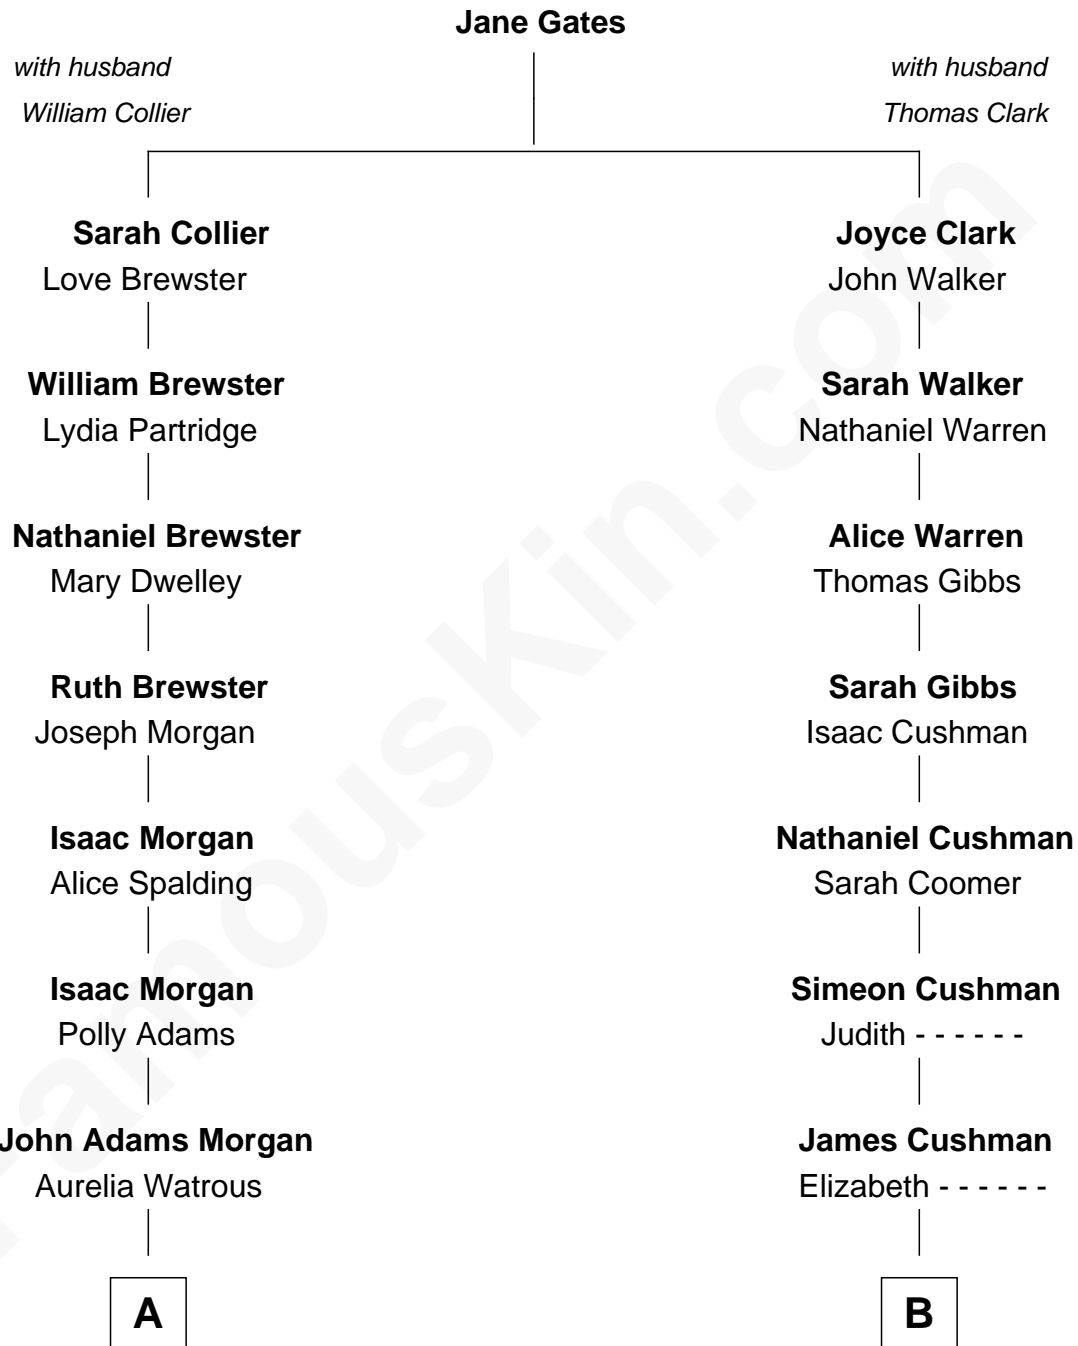 Jane Gates
with husband
William Collier
with husband
Thomas Clark
Sarah Collier
Love Brewster
Joyce Clark
John Walker
William Brewster
Lydia Partridge
Sarah Walker
Nathaniel Warren
Nathaniel Brewster
Mary Dwelley
Alice Warren
Thomas Gibbs
Ruth Brewster
Joseph Morgan
Sarah Gibbs
Isaac Cushman
Isaac Morgan
Alice Spalding
Nathaniel Cushman
Sarah Coomer
Isaac Morgan
Polly Adams
Simeon Cushman
Judith - - - - - -
John Adams Morgan
Aurelia Watrous
James Cushman
Elizabeth - - - - - -
A
B
FamousKin.com